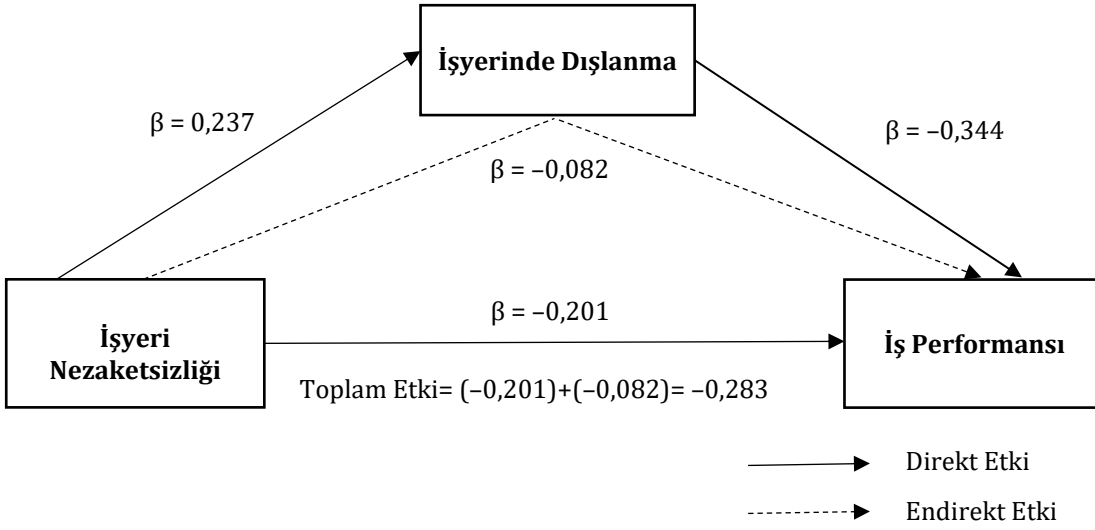 İşyerinde Dışlanma
β = 0,237
β = –0,344
β = –0,082
İşyeri
Nezaketsizliği
β = –0,201
İş Performansı
Toplam Etki= (–0,201)+(–0,082)= –0,283
Direkt Etki
Endirekt Etki